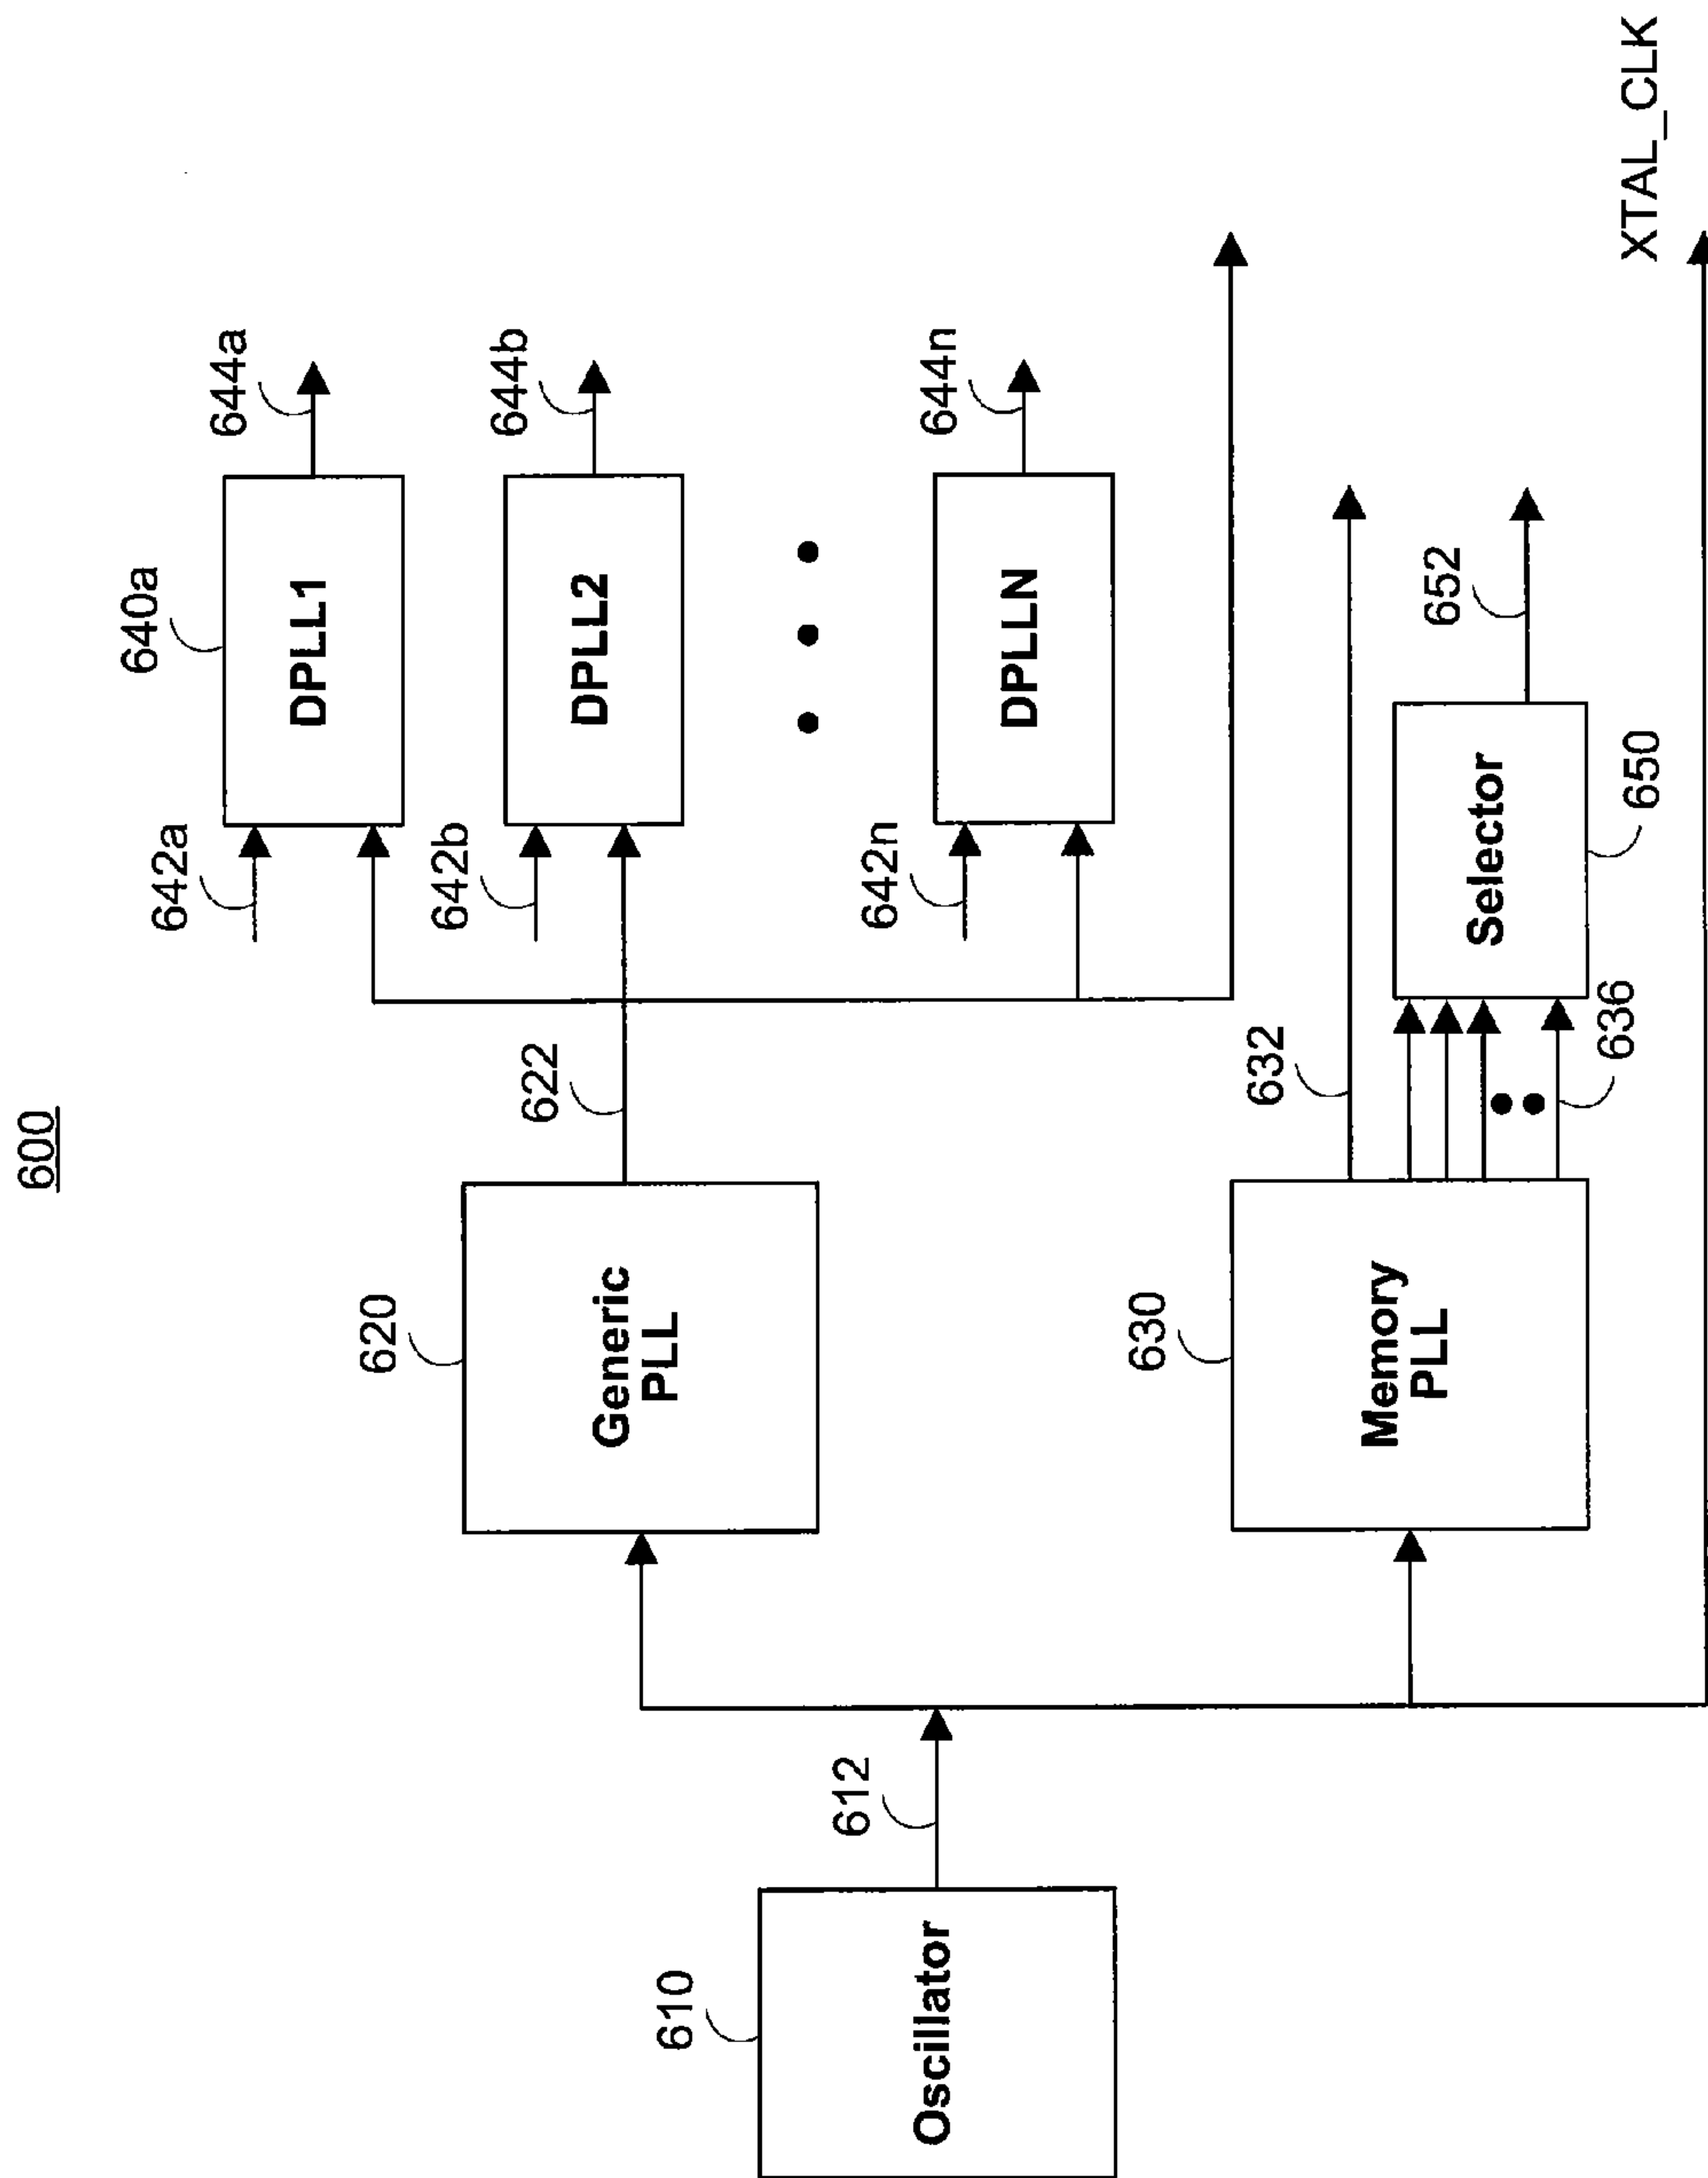 600
640a
642a
DPLL1
644a
620
622
642b
DPLL2
644b
Generic
PLL
610
612
642n
DPLLN
644n
Oscillator
630
632
Memory
PLL
652
Selector
636
650
XTAL_CLK